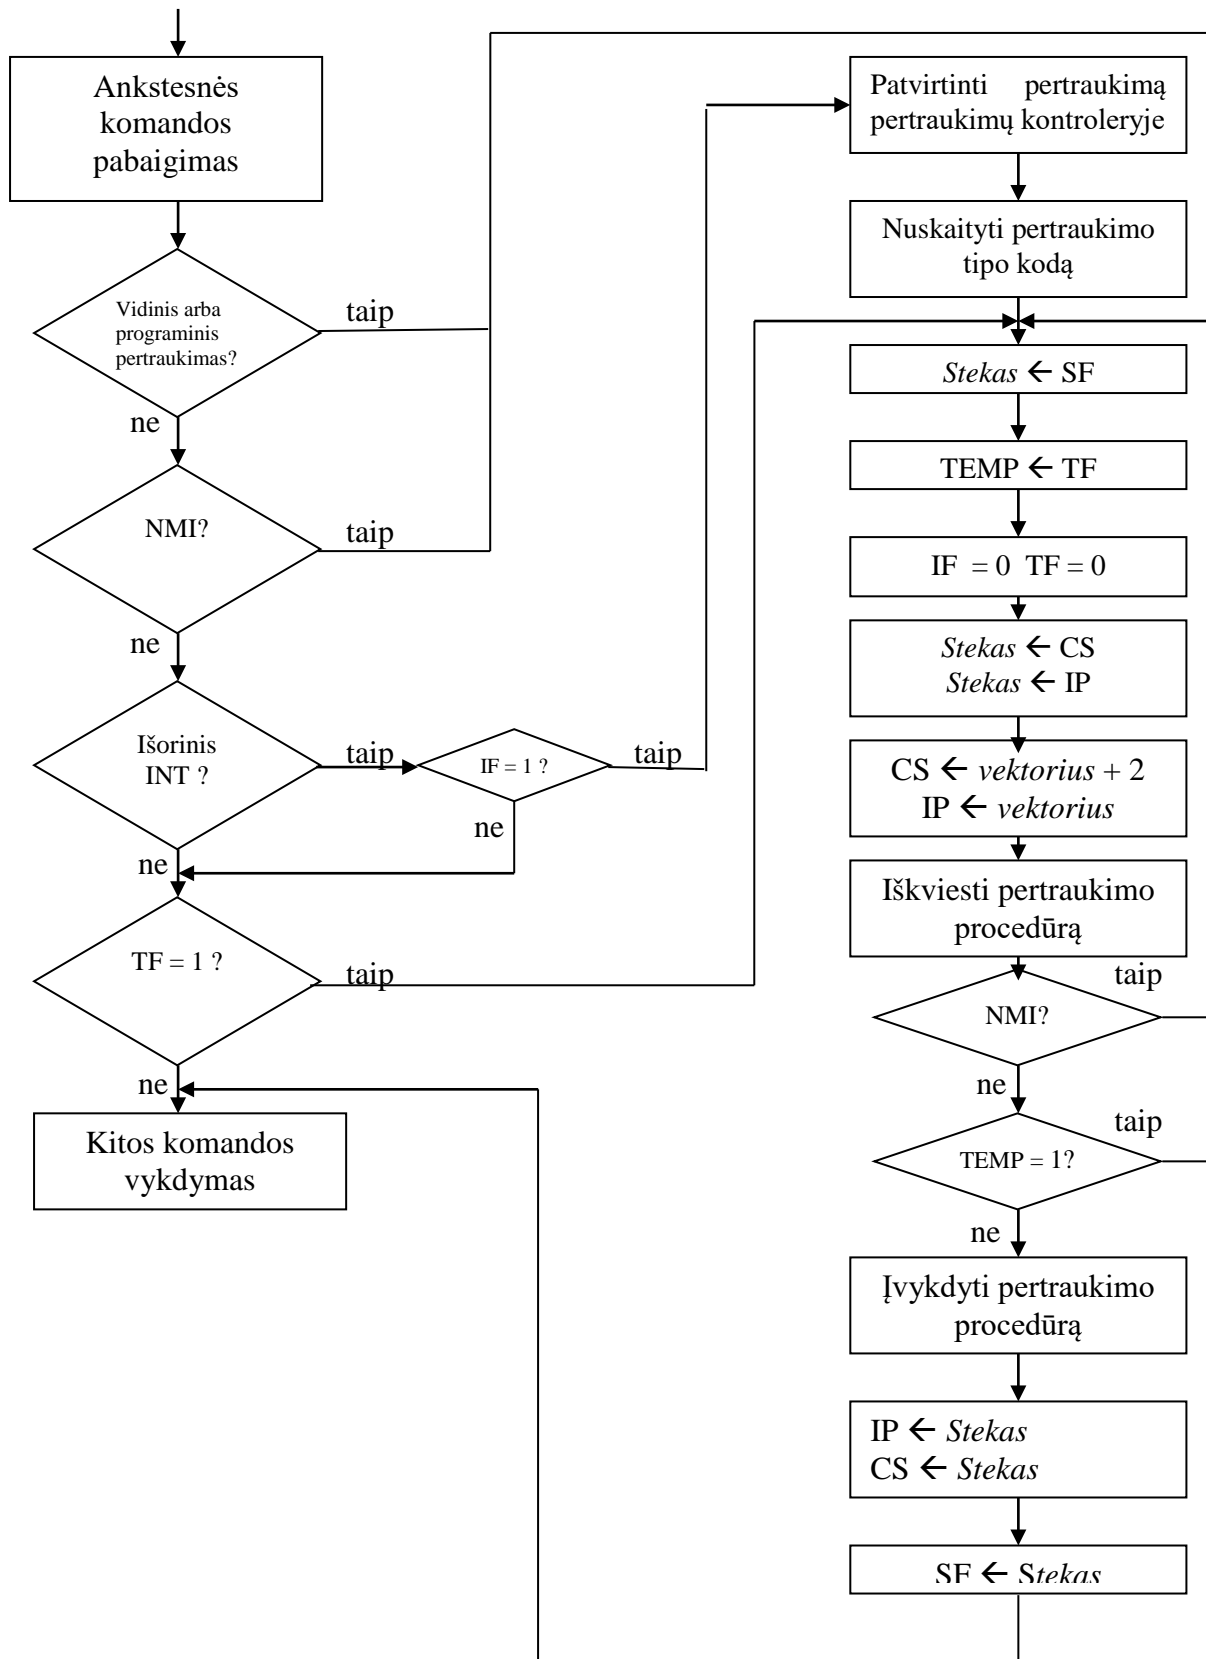 Ankstesnės
komandos
pabaigimas
Vidinis arba
programinis
pertraukimas?
taip
ne
NMI?
taip
ne
Išorinis
INT ?
taip
IF = 1 ?
taip
ne
ne
TF = 1 ?
taip
ne
Kitos komandos
vykdymas
Patvirtinti pertraukimą
pertraukimų kontroleryje
Nuskaityti pertraukimo
tipo kodą
Stekas ← SF
TEMP ← TF
IF = 0 TF = 0
Stekas ← CS
Stekas ← IP
CS ← vektorius + 2
IP ← vektorius
Iškviesti pertraukimo
procedūrą
NMI?
taip
ne
TEMP = 1?
taip
ne
Įvykdyti pertraukimo
procedūrą
IP ← Stekas
CS ← Stekas
SF ← Stekas